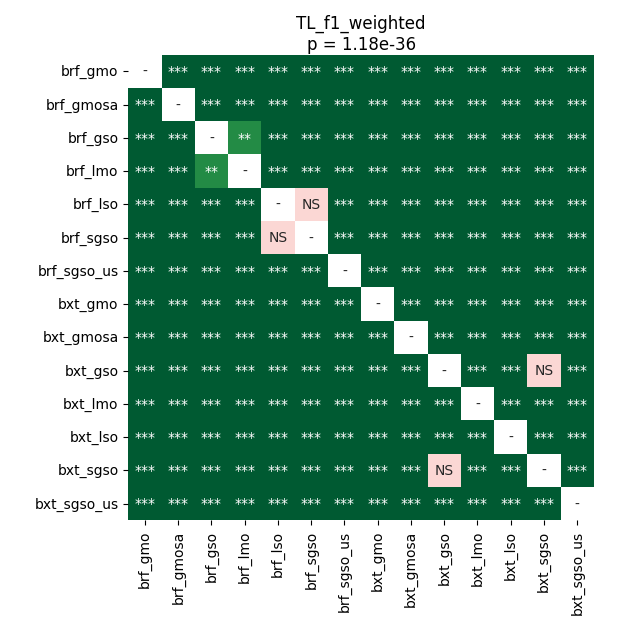 TL_f1_weighted
p = 1.18e-36
brf_gmo - *** *** *** *** *** *** *** *** *** *** *** *** ***
brf_gmosa *** - *** *** *** *** *** *** *** *** *** *** *** ***
brf_gso *** *** - ** *** *** *** *** *** *** *** *** *** ***
brf_lmo *** *** ** - *** *** *** *** *** *** *** *** *** ***
brf_lso *** *** *** *** - NS *** *** *** *** *** *** *** ***
brf_sgso *** *** *** *** NS - *** *** *** *** *** *** *** ***
brf_sgso_us *** *** *** *** *** *** - *** *** *** *** *** *** ***
bxt_gmo *** *** *** *** *** *** *** - *** *** *** *** *** ***
bxt_gmosa *** *** *** *** *** *** *** *** - *** *** *** *** ***
bxt_gso *** *** *** *** *** *** *** *** *** - *** *** NS ***
bxt_lmo *** *** *** *** *** *** *** *** *** *** - *** *** ***
bxt_lso *** *** *** *** *** *** *** *** *** *** *** - *** ***
bxt_sgso *** *** *** *** *** *** *** *** *** NS *** *** - ***
bxt_sgso_us *** *** *** *** *** *** *** *** *** *** *** *** *** -
brf_gmo
brf_gmosa
brf_gso
brf_lmo
brf_lso
brf_sgso
brf_sgso_us
bxt_gmo
bxt_gmosa
bxt_gso
bxt_lmo
bxt_lso
bxt_sgso
bxt_sgso_us